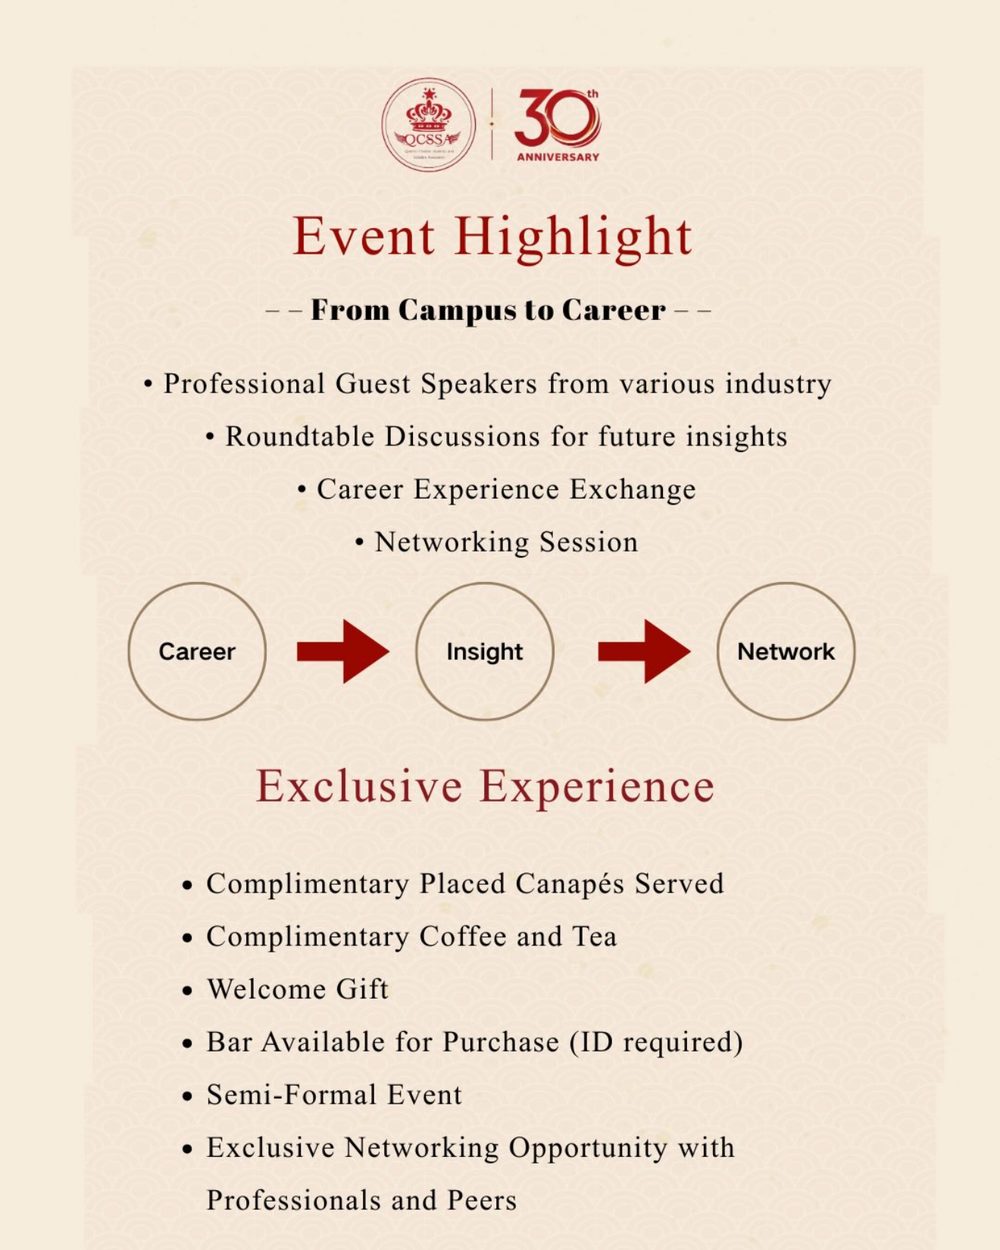 QCSSA
30th
ANNIVERSARY
Event Highlight
– – From Campus to Career – –
• Professional Guest Speakers from various industry
• Roundtable Discussions for future insights
• Career Experience Exchange
• Networking Session
Career
Insight
Network
Exclusive Experience
• Complimentary Placed Canapés Served
• Complimentary Coffee and Tea
• Welcome Gift
• Bar Available for Purchase (ID required)
• Semi-Formal Event
• Exclusive Networking Opportunity with
Professionals and Peers